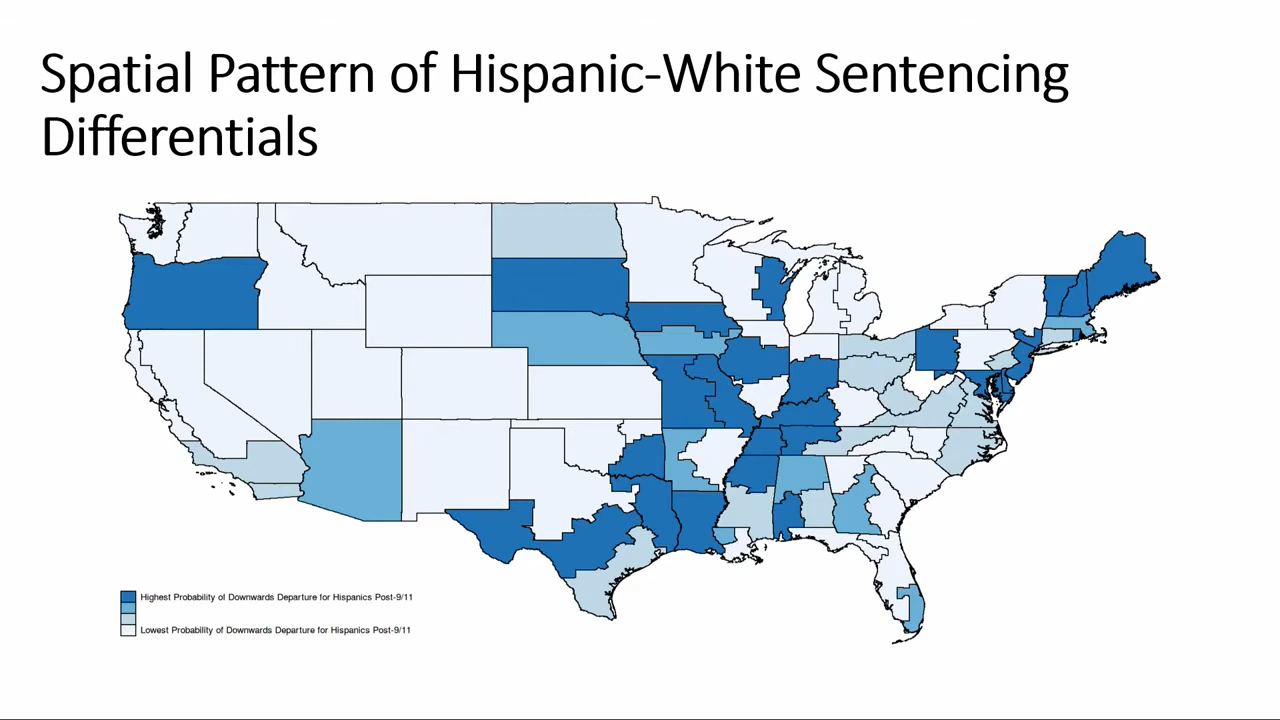 Spatial Pattern of Hispanic-White Sentencing
Differentials
Highest Probability of Downwards Departure for Hispanics Post-9/11
Lowest Probability of Downwards Departure for Hispanics Post-9/11